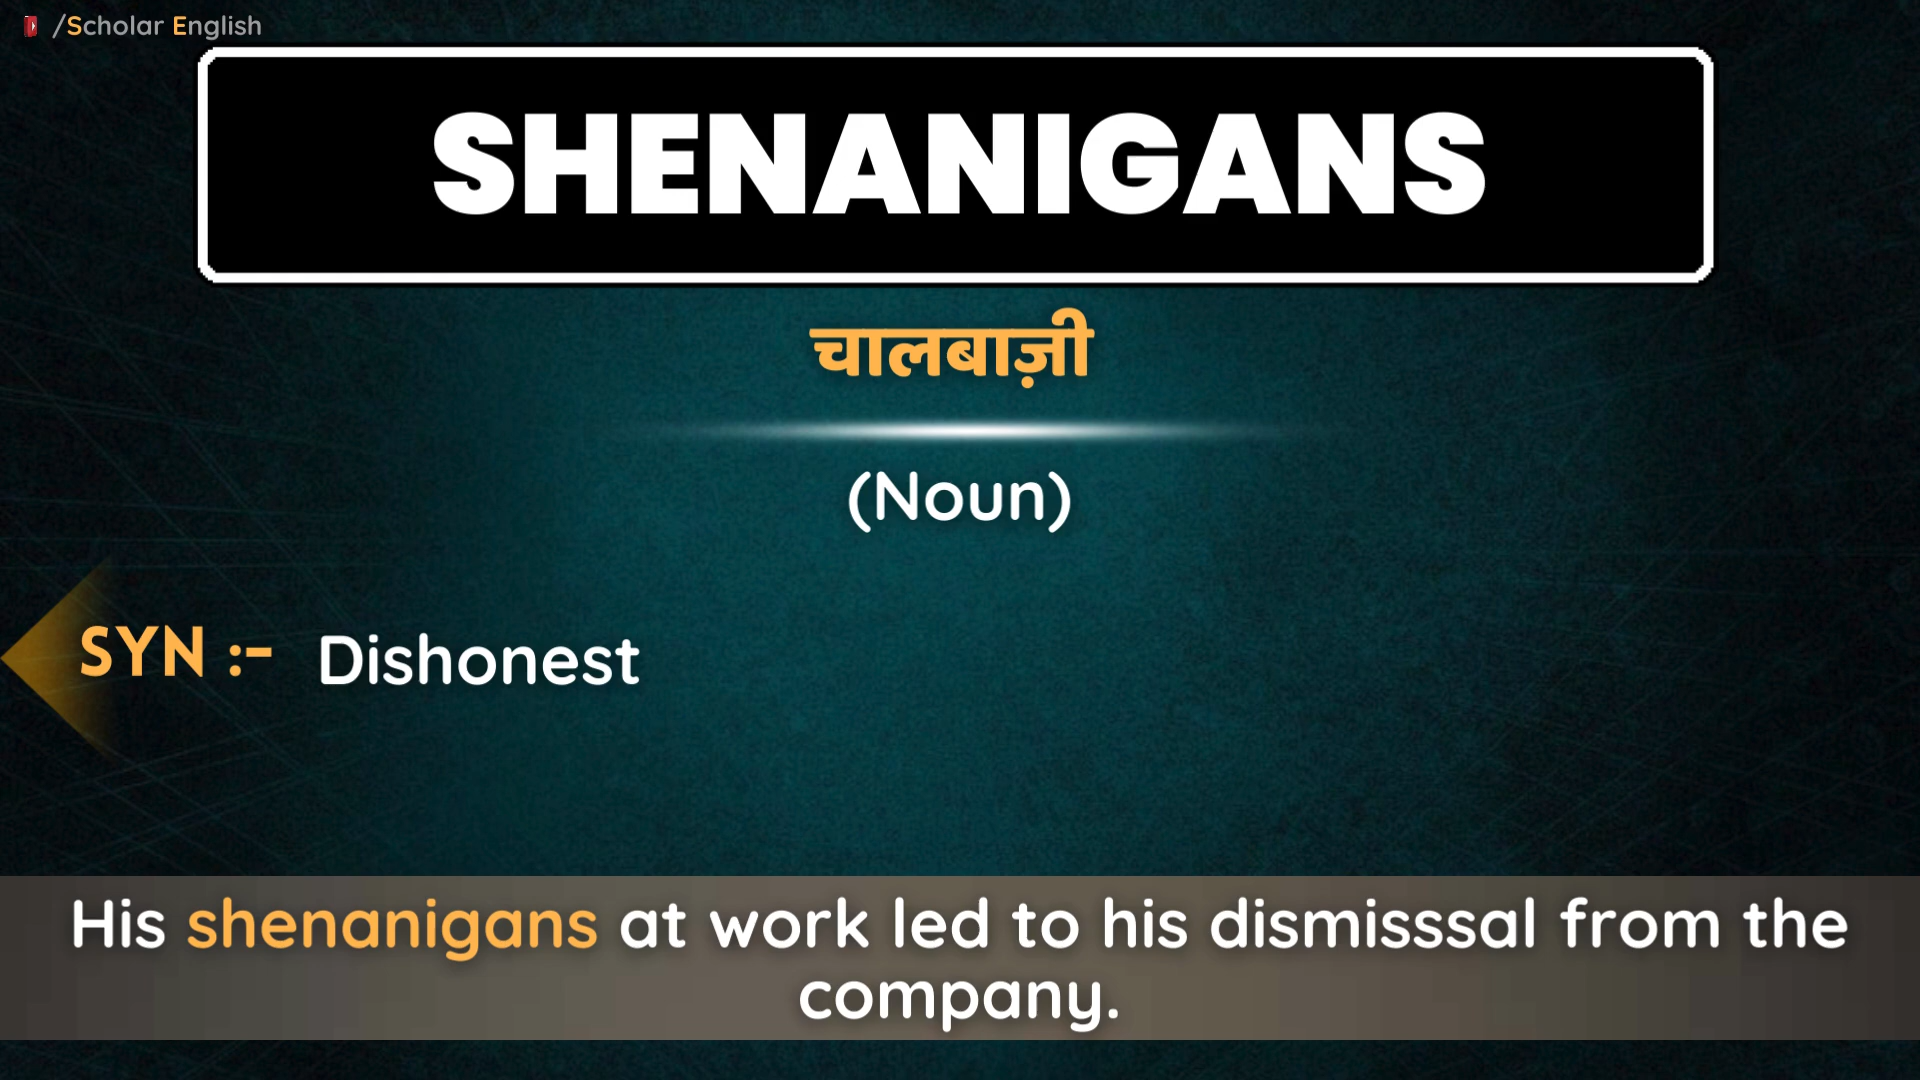 /Scholar English
SHENANIGANS
चालबाज़ी
(Noun)
SYN :- Dishonest
His shenanigans at work led to his dismisssal from the
company.